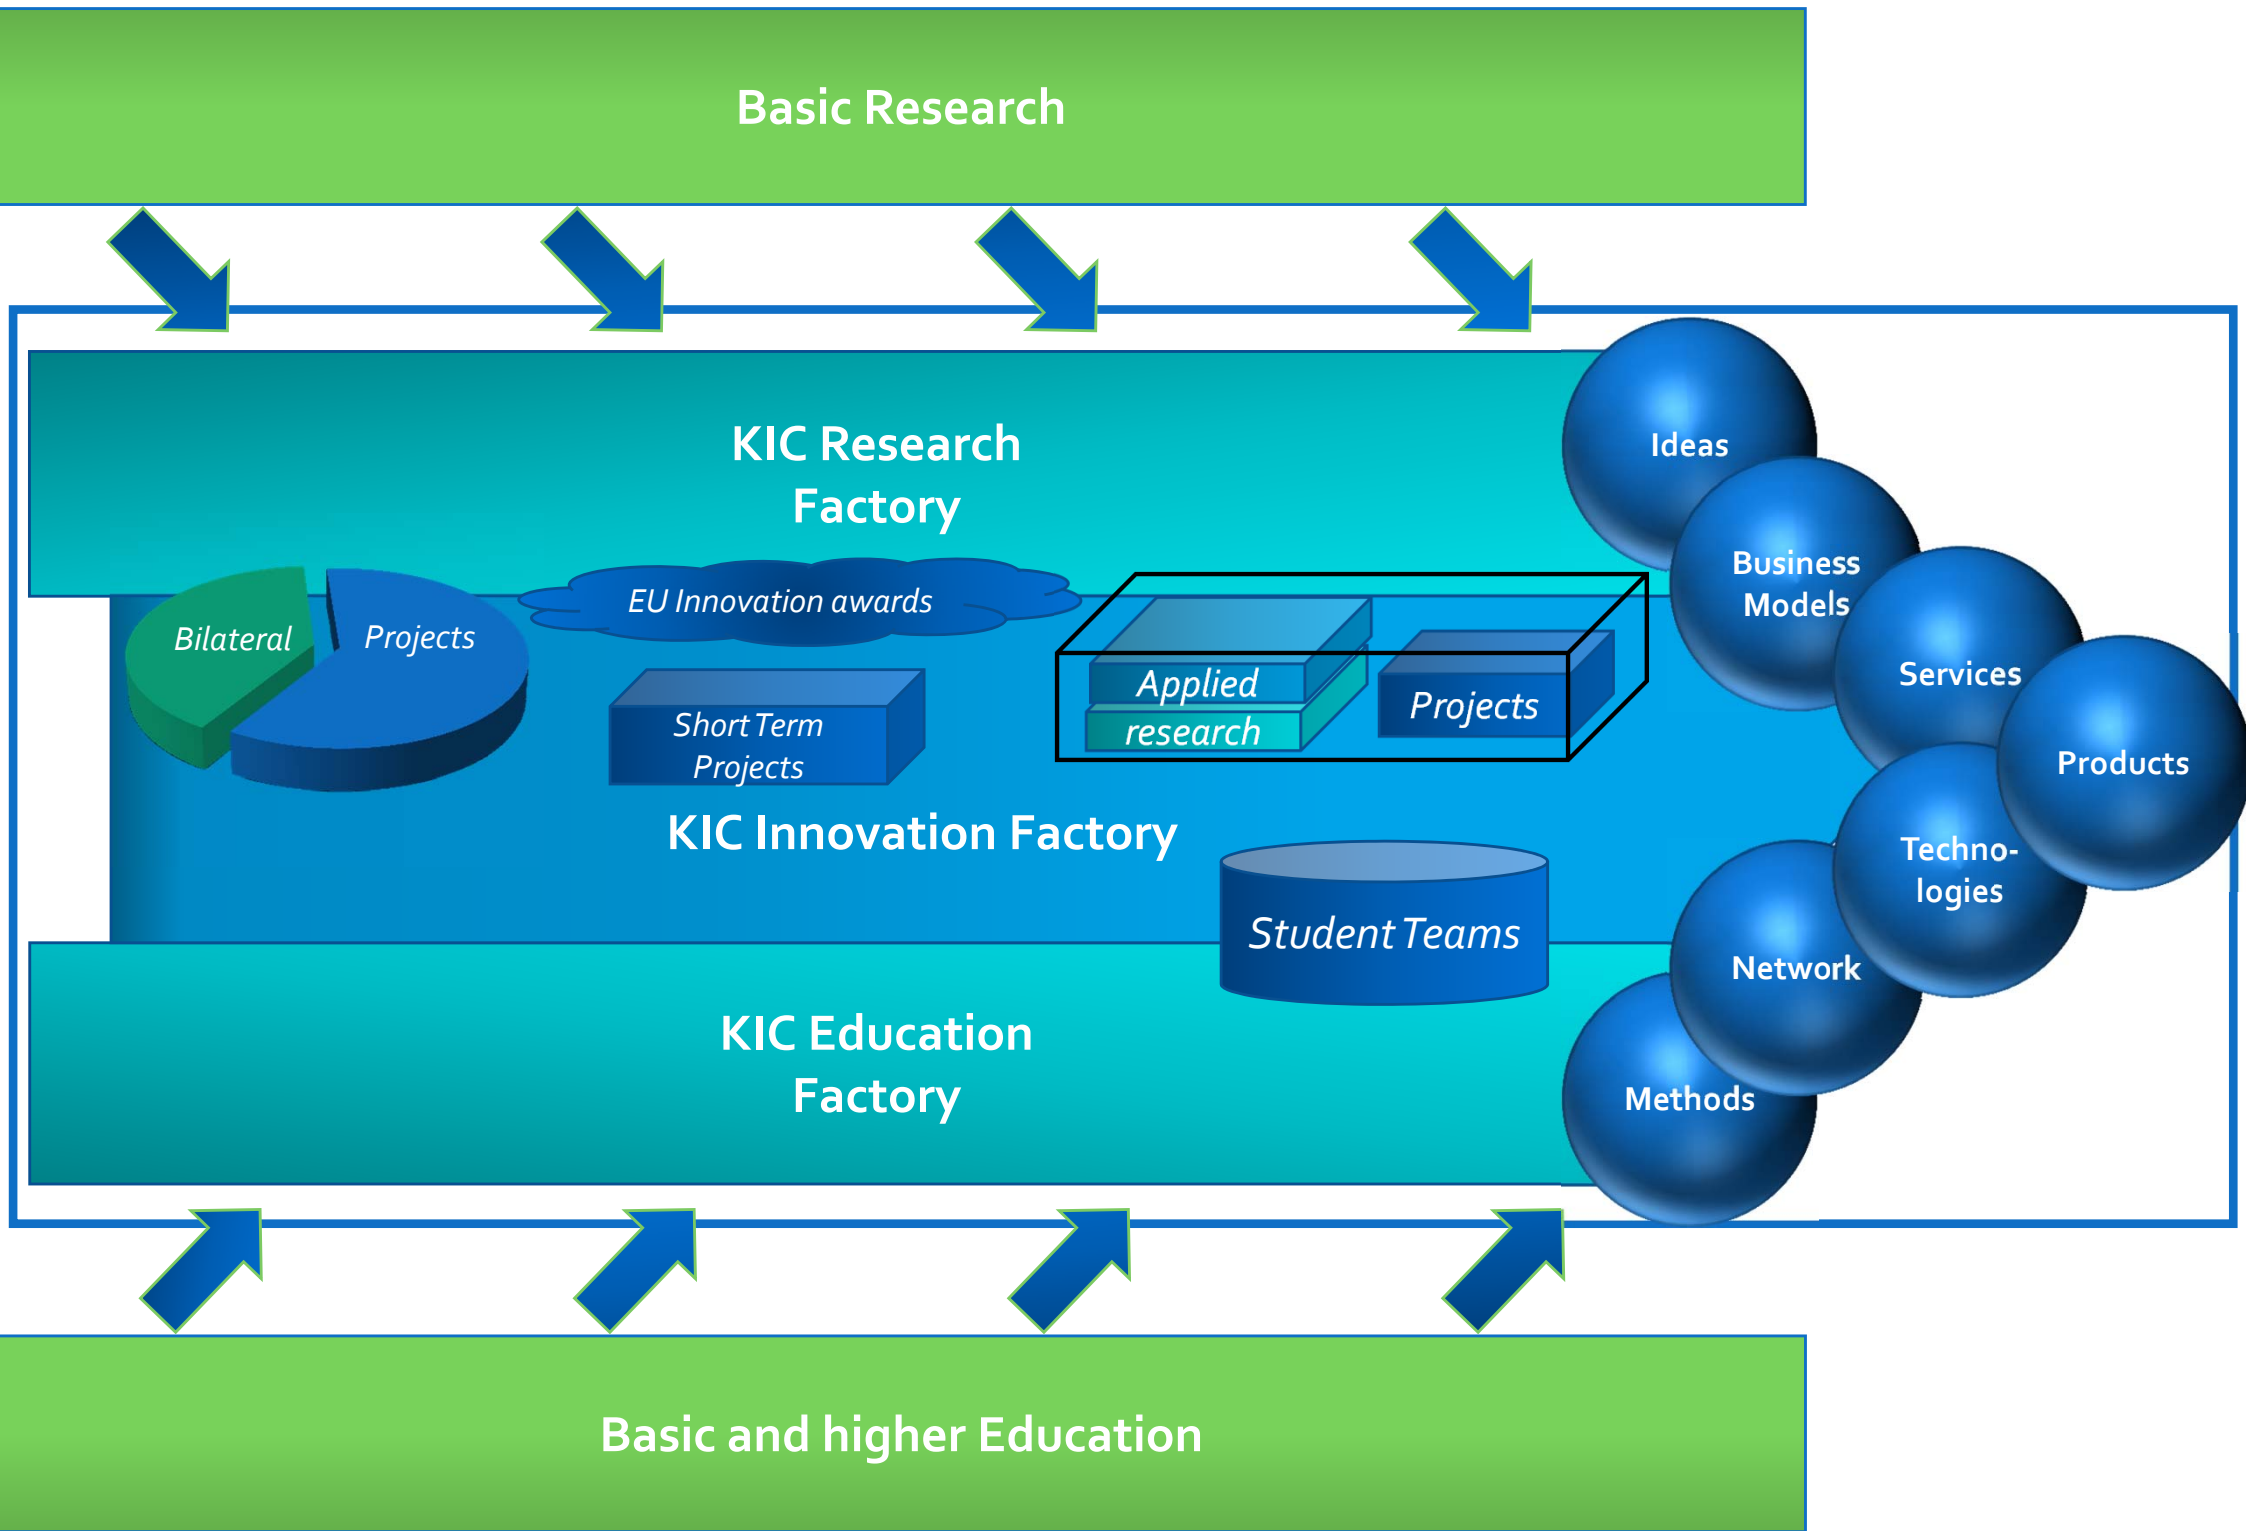 Basic Research
KIC Research
Factory
Ideas
Business
Models
Services
Products
Techno-
logies
Network
Methods
Bilateral
Projects
EU Innovation awards
Short Term
Projects
Applied
research
Projects
KIC Innovation Factory
Student Teams
KIC Education
Factory
Basic and higher Education